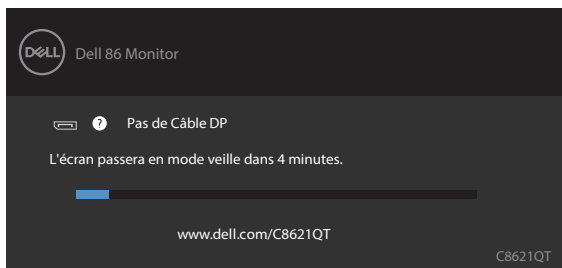 DELL
Dell 86 Monitor
? Pas de Câble DP
L'écran passera en mode veille dans 4 minutes.
www.dell.com/C8621QT
C8621QT